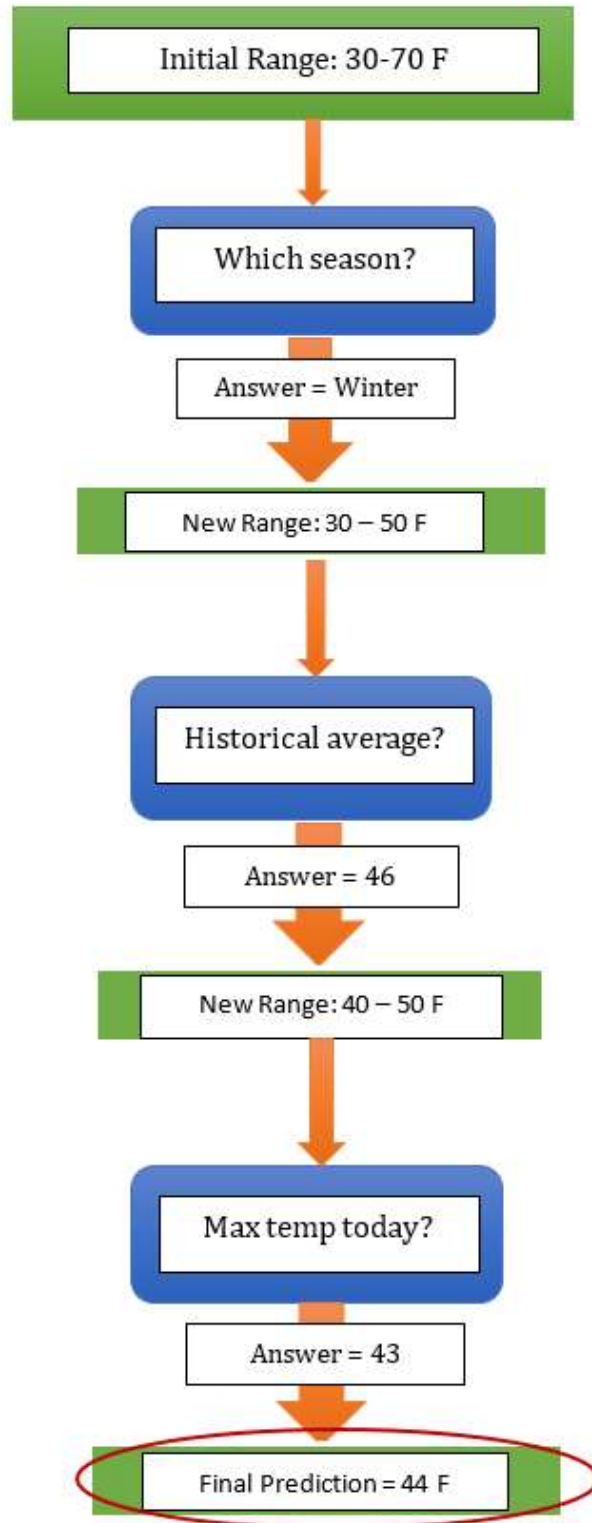 Initial Range: 30-70 F
Which season?
Answer = Winter
New Range: 30 – 50 F
Historical average?
Answer = 46
New Range: 40 – 50 F
Max temp today?
Answer = 43
Final Prediction = 44 F